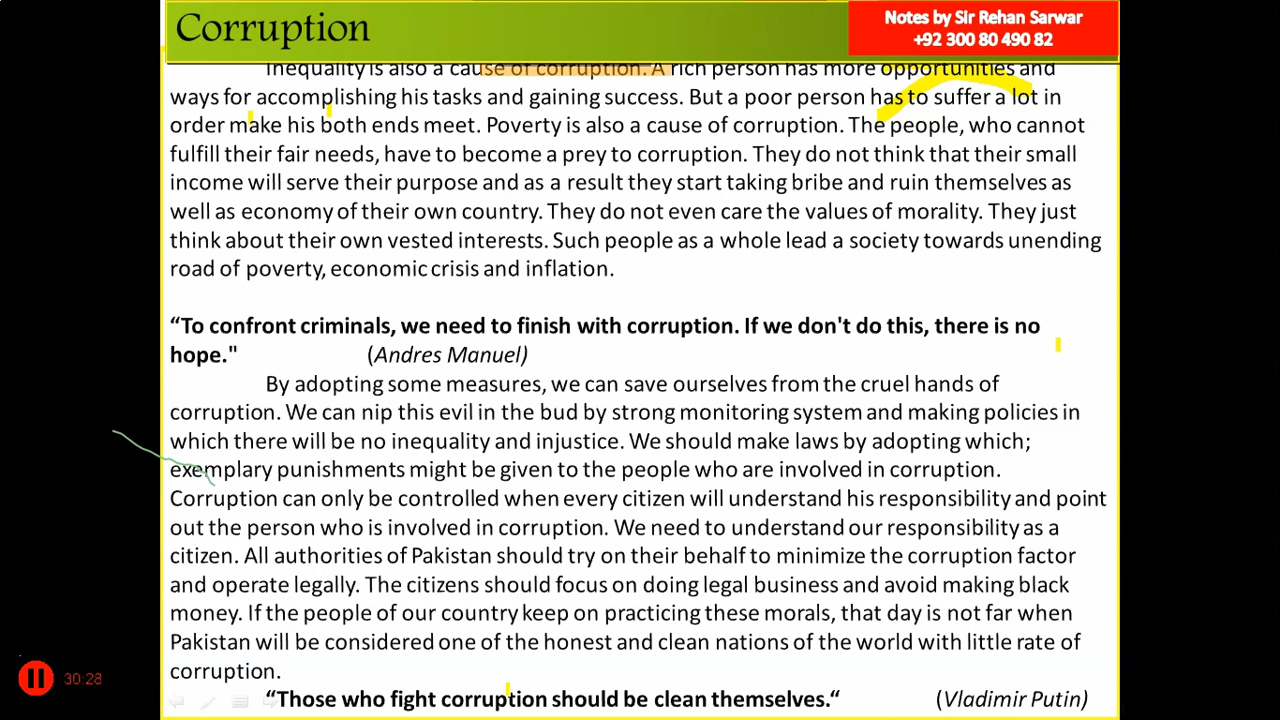 Corruption
Notes by Sir Rehan Sarwar
+92 300 80 490 82
Inequality is also a cause of corruption. A rich person has more opportunities and
ways for accomplishing his tasks and gaining success. But a poor person has to suffer a lot in
order make his both ends meet. Poverty is also a cause of corruption. The people, who cannot
fulfill their fair needs, have to become a prey to corruption. They do not think that their small
income will serve their purpose and as a result they start taking bribe and ruin themselves as
well as economy of their own country. They do not even care the values of morality. They just
think about their own vested interests. Such people as a whole lead a society towards unending
road of poverty, economic crisis and inflation.
“To confront criminals, we need to finish with corruption. If we don't do this, there is no
hope." (Andres Manuel)
By adopting some measures, we can save ourselves from the cruel hands of
corruption. We can nip this evil in the bud by strong monitoring system and making policies in
which there will be no inequality and injustice. We should make laws by adopting which;
exemplary punishments might be given to the people who are involved in corruption.
Corruption can only be controlled when every citizen will understand his responsibility and point
out the person who is involved in corruption. We need to understand our responsibility as a
citizen. All authorities of Pakistan should try on their behalf to minimize the corruption factor
and operate legally. The citizens should focus on doing legal business and avoid making black
money. If the people of our country keep on practicing these morals, that day is not far when
Pakistan will be considered one of the honest and clean nations of the world with little rate of
corruption.
“Those who fight corruption should be clean themselves.“ (Vladimir Putin)
30:28